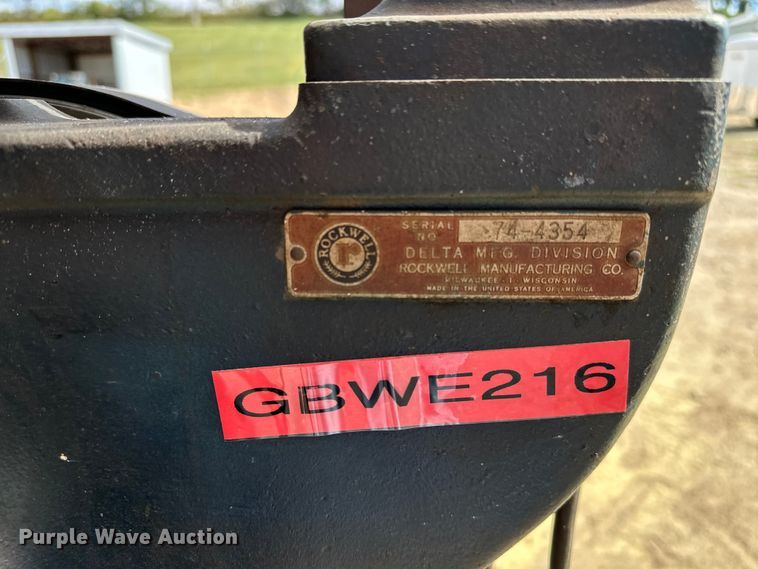 ROCKWELL
R
SERIAL NO. 74-4354
DELTA MFG. DIVISION
ROCKWELL MANUFACTURING CO.
MILWAUKEE 1 WISCONSIN
MADE IN THE UNITED STATES OF AMERICA
GBWE216
Purple Wave Auction